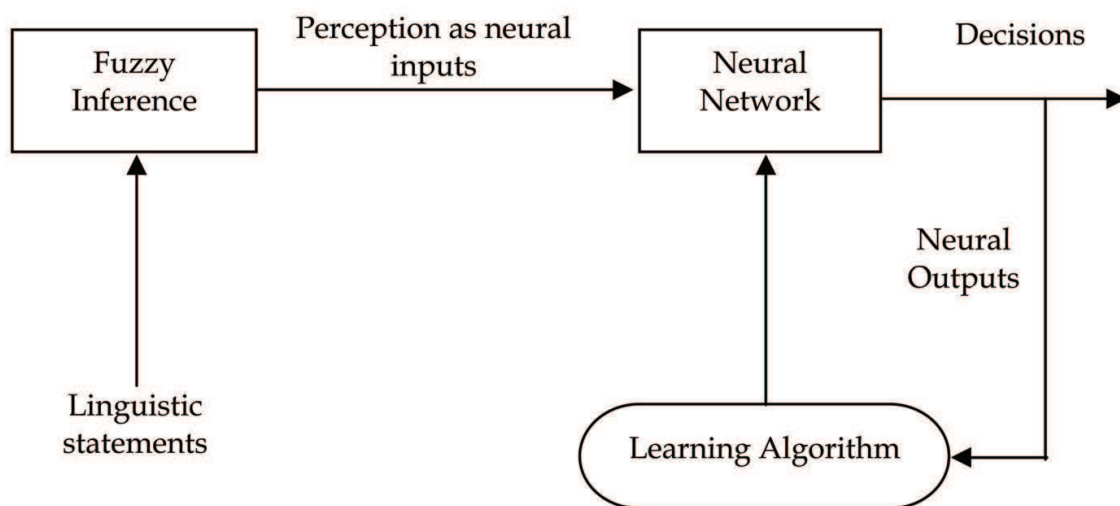 Fuzzy
Inference
Perception as neural
inputs
Neural
Network
Decisions
Neural
Outputs
Linguistic
statements
Learning Algorithm